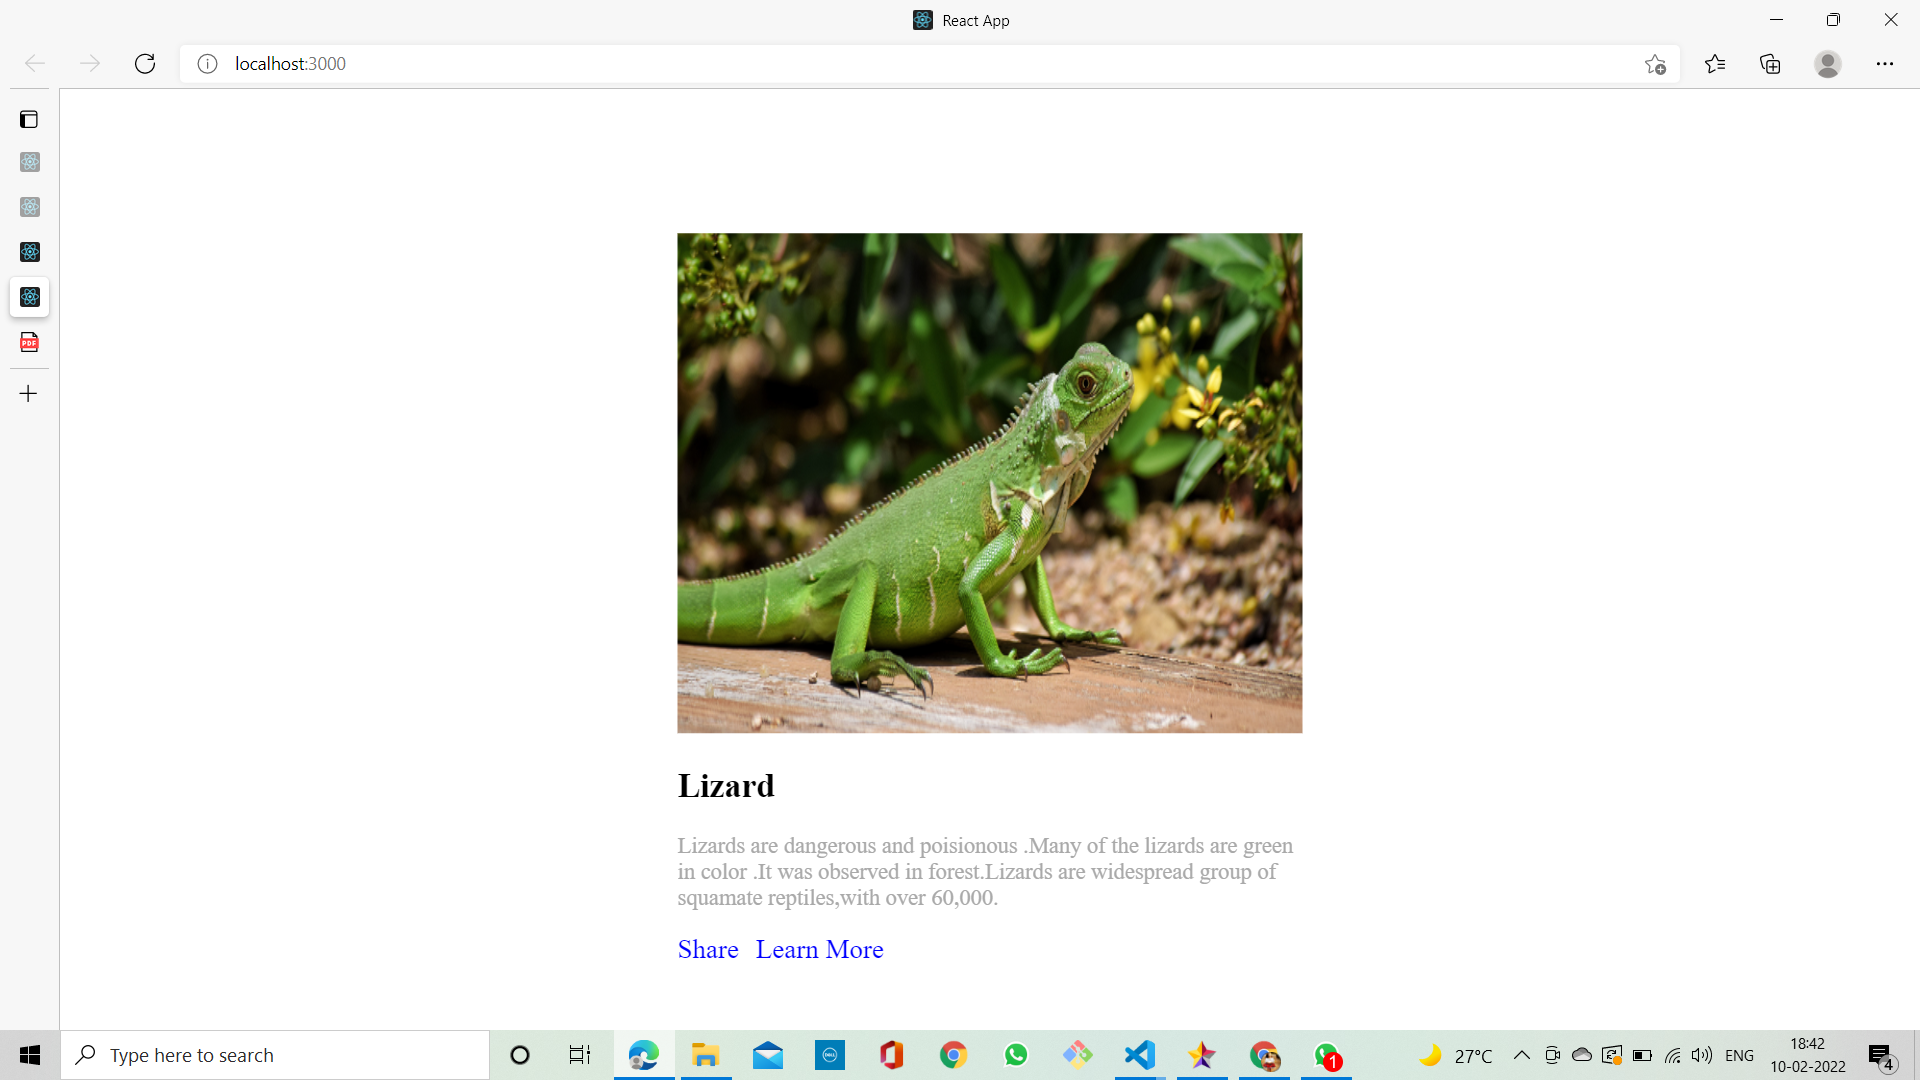 React App
localhost:3000
PDF
Lizard
Lizards are dangerous and poisionous .Many of the lizards are green
in color .It was observed in forest.Lizards are widespread group of
squamate reptiles,with over 60,000.
Share Learn More
Type here to search
DELL
1
27°C
ENG
18:42
10-02-2022
4